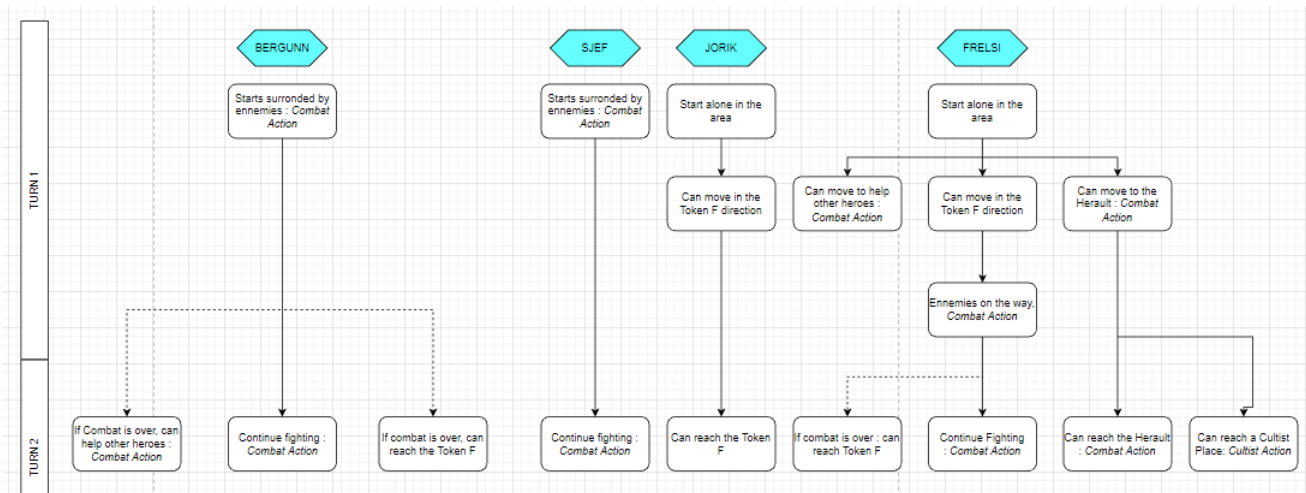 BERGUNN
SJEF
JORIK
FRELSI
TURN 1
Starts surronded by
ennemies : Combat
Action
Starts surronded by
ennemies : Combat
Action
Start alone in the
area
Start alone in the
area
Can move in the
Token F direction
Can move to help
other heroes :
Combat Action
Can move in the
Token F direction
Can move to the
Herault : Combat
Action
Ennemies on the way,
Combat Action
TURN 2
If Combat is over, can
help other heroes :
Combat Action
Continue fighting :
Combat Action
If combat is over, can
reach the Token F
Continue fighting :
Combat Action
Can reach the Token
F
If combat is over : can
reach Token F
Continue Fighting
: Combat Action
Can reach the Herault
: Combat Action
Can reach a Cultist
Place: Cultist Action